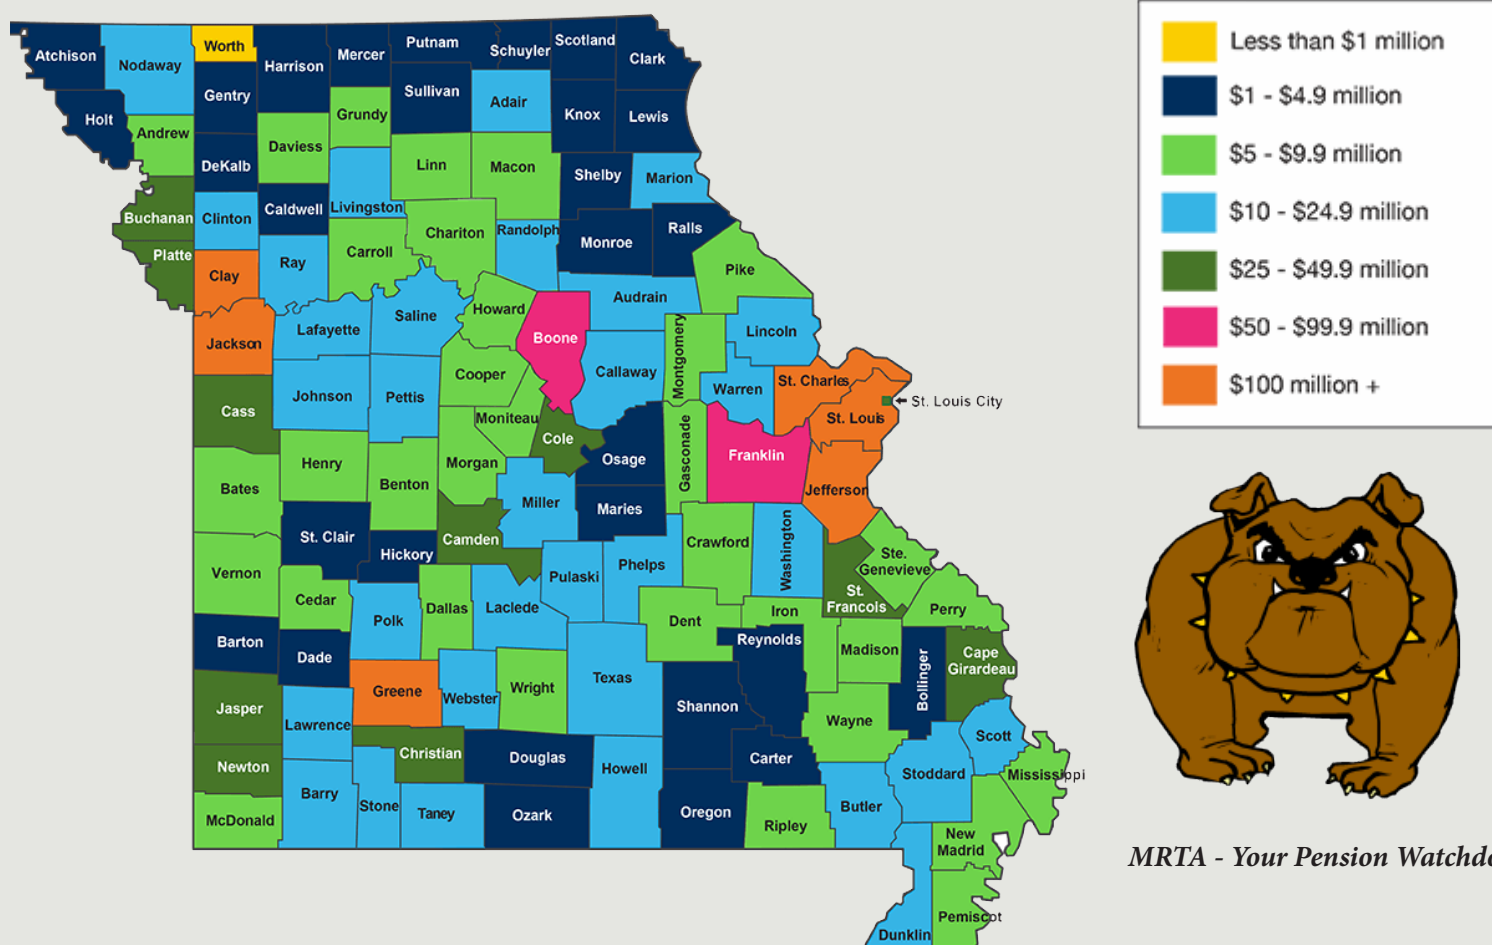 Atchison
Nodaway
Worth
Harrison
Mercer
Putnam
Schuyler
Scotland
Clark
Gentry
Sullivan
Adair
Knox
Lewis
Holt
Andrew
Grundy
DeKalb
Daviess
Linn
Macon
Shelby
Marion
Buchanan
Clinton
Caldwell
Livingston
Chariton
Randolph
Monroe
Ralls
Platte
Clay
Ray
Carroll
Pike
Audrain
Howard
Saline
Lafayette
Jackson
Boone
Lincoln
Montgomery
Callaway
Warren
St. Charles
St. Louis City
St. Louis
Cooper
Johnson
Pettis
Cass
Moniteau
Cole
Osage
Gasconade
Franklin
Henry
Morgan
Benton
Bates
Miller
Maries
Jefferson
St. Clair
Camden
Hickory
Crawford
Washington
Ste.
Genevieve
Vernon
Pulaski
Phelps
Cedar
Dallas
Laclede
St.
Francois
Perry
Polk
Dent
Iron
Barton
Dade
Reynolds
Madison
Bollinger
Cape
Girardeau
Greene
Webster
Wright
Texas
Jasper
Lawrence
Shannon
Wayne
Scott
Newton
Christian
Douglas
Howell
Carter
Stoddard
Mississippi
Barry
Stone
Taney
Ozark
Oregon
Butler
McDonald
Ripley
New
Madrid
Pemiscot
Dunklin
Less than $1 million
$1 - $4.9 million
$5 - $9.9 million
$10 - $24.9 million
$25 - $49.9 million
$50 - $99.9 million
$100 million +
MRTA - Your Pension Watchdo